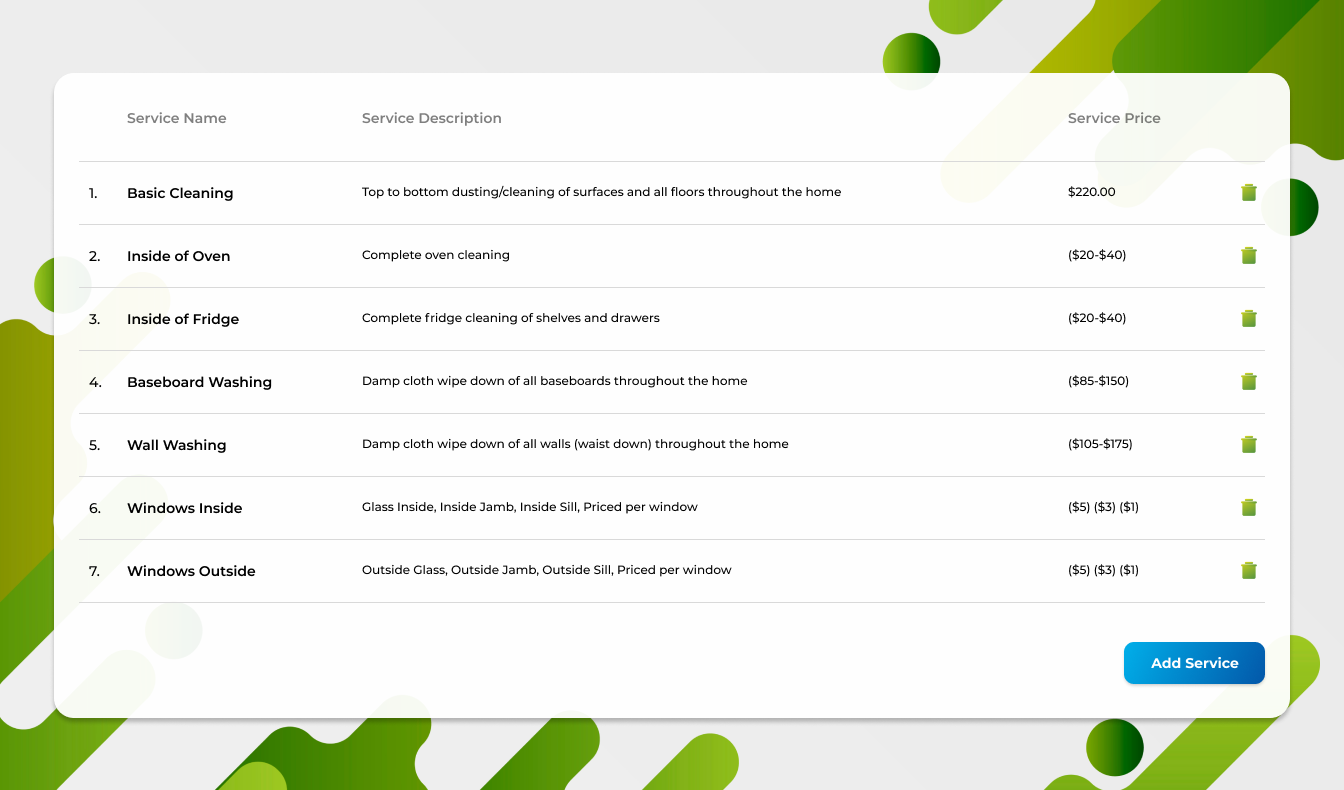 Service Name Service Description Service Price
1. Basic Cleaning Top to bottom dusting/cleaning of surfaces and all floors throughout the home $220.00
2. Inside of Oven Complete oven cleaning ($20-$40)
3. Inside of Fridge Complete fridge cleaning of shelves and drawers ($20-$40)
4. Baseboard Washing Damp cloth wipe down of all baseboards throughout the home ($85-$150)
5. Wall Washing Damp cloth wipe down of all walls (waist down) throughout the home ($105-$175)
6. Windows Inside Glass Inside, Inside Jamb, Inside Sill, Priced per window ($5) ($3) ($1)
7. Windows Outside Outside Glass, Outside Jamb, Outside Sill, Priced per window ($5) ($3) ($1)
Add Service